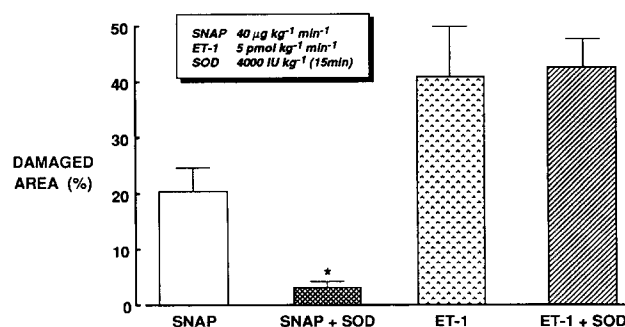 50
SNAP 40 µg kg⁻¹ min⁻¹
ET-1 5 pmol kg⁻¹ min⁻¹
SOD 4000 IU kg⁻¹ (15min)
40
30
DAMAGED
AREA (%)
20
10
*
0
SNAP
SNAP + SOD
ET-1
ET-1 + SOD